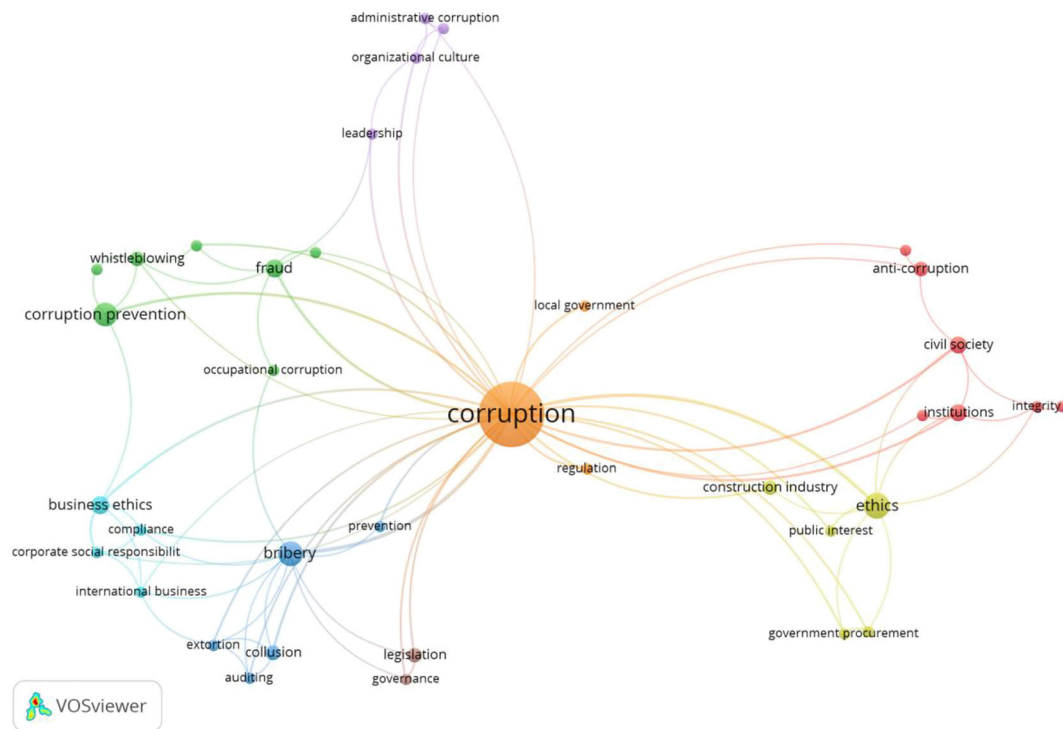 administrative corruption
organizational culture
leadership
whistleblowing
fraud
anti-corruption
corruption prevention
local government
civil society
occupational corruption
corruption
institutions
integrity
regulation
construction industry
business ethics
ethics
compliance
prevention
public interest
corporate social responsibilit
bribery
international business
government procurement
extortion
collusion
legislation
auditing
governance
VOSviewer